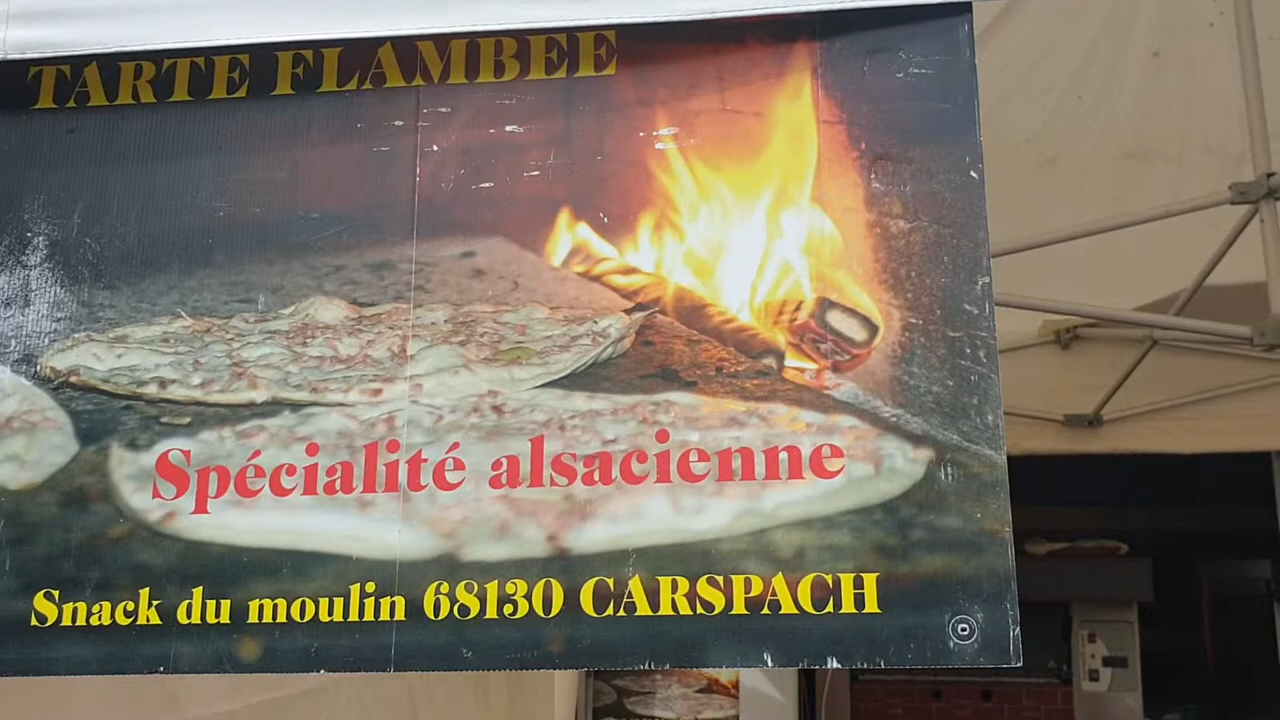 TARTE FLAMBEE
Spécialité alsacienne
Snack du moulin 68130 CARSPACH